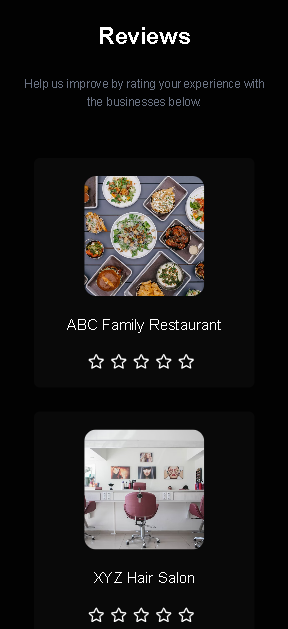 Reviews
Help us improve by rating your experience with
the businesses below.
ABC Family Restaurant
XYZ Hair Salon